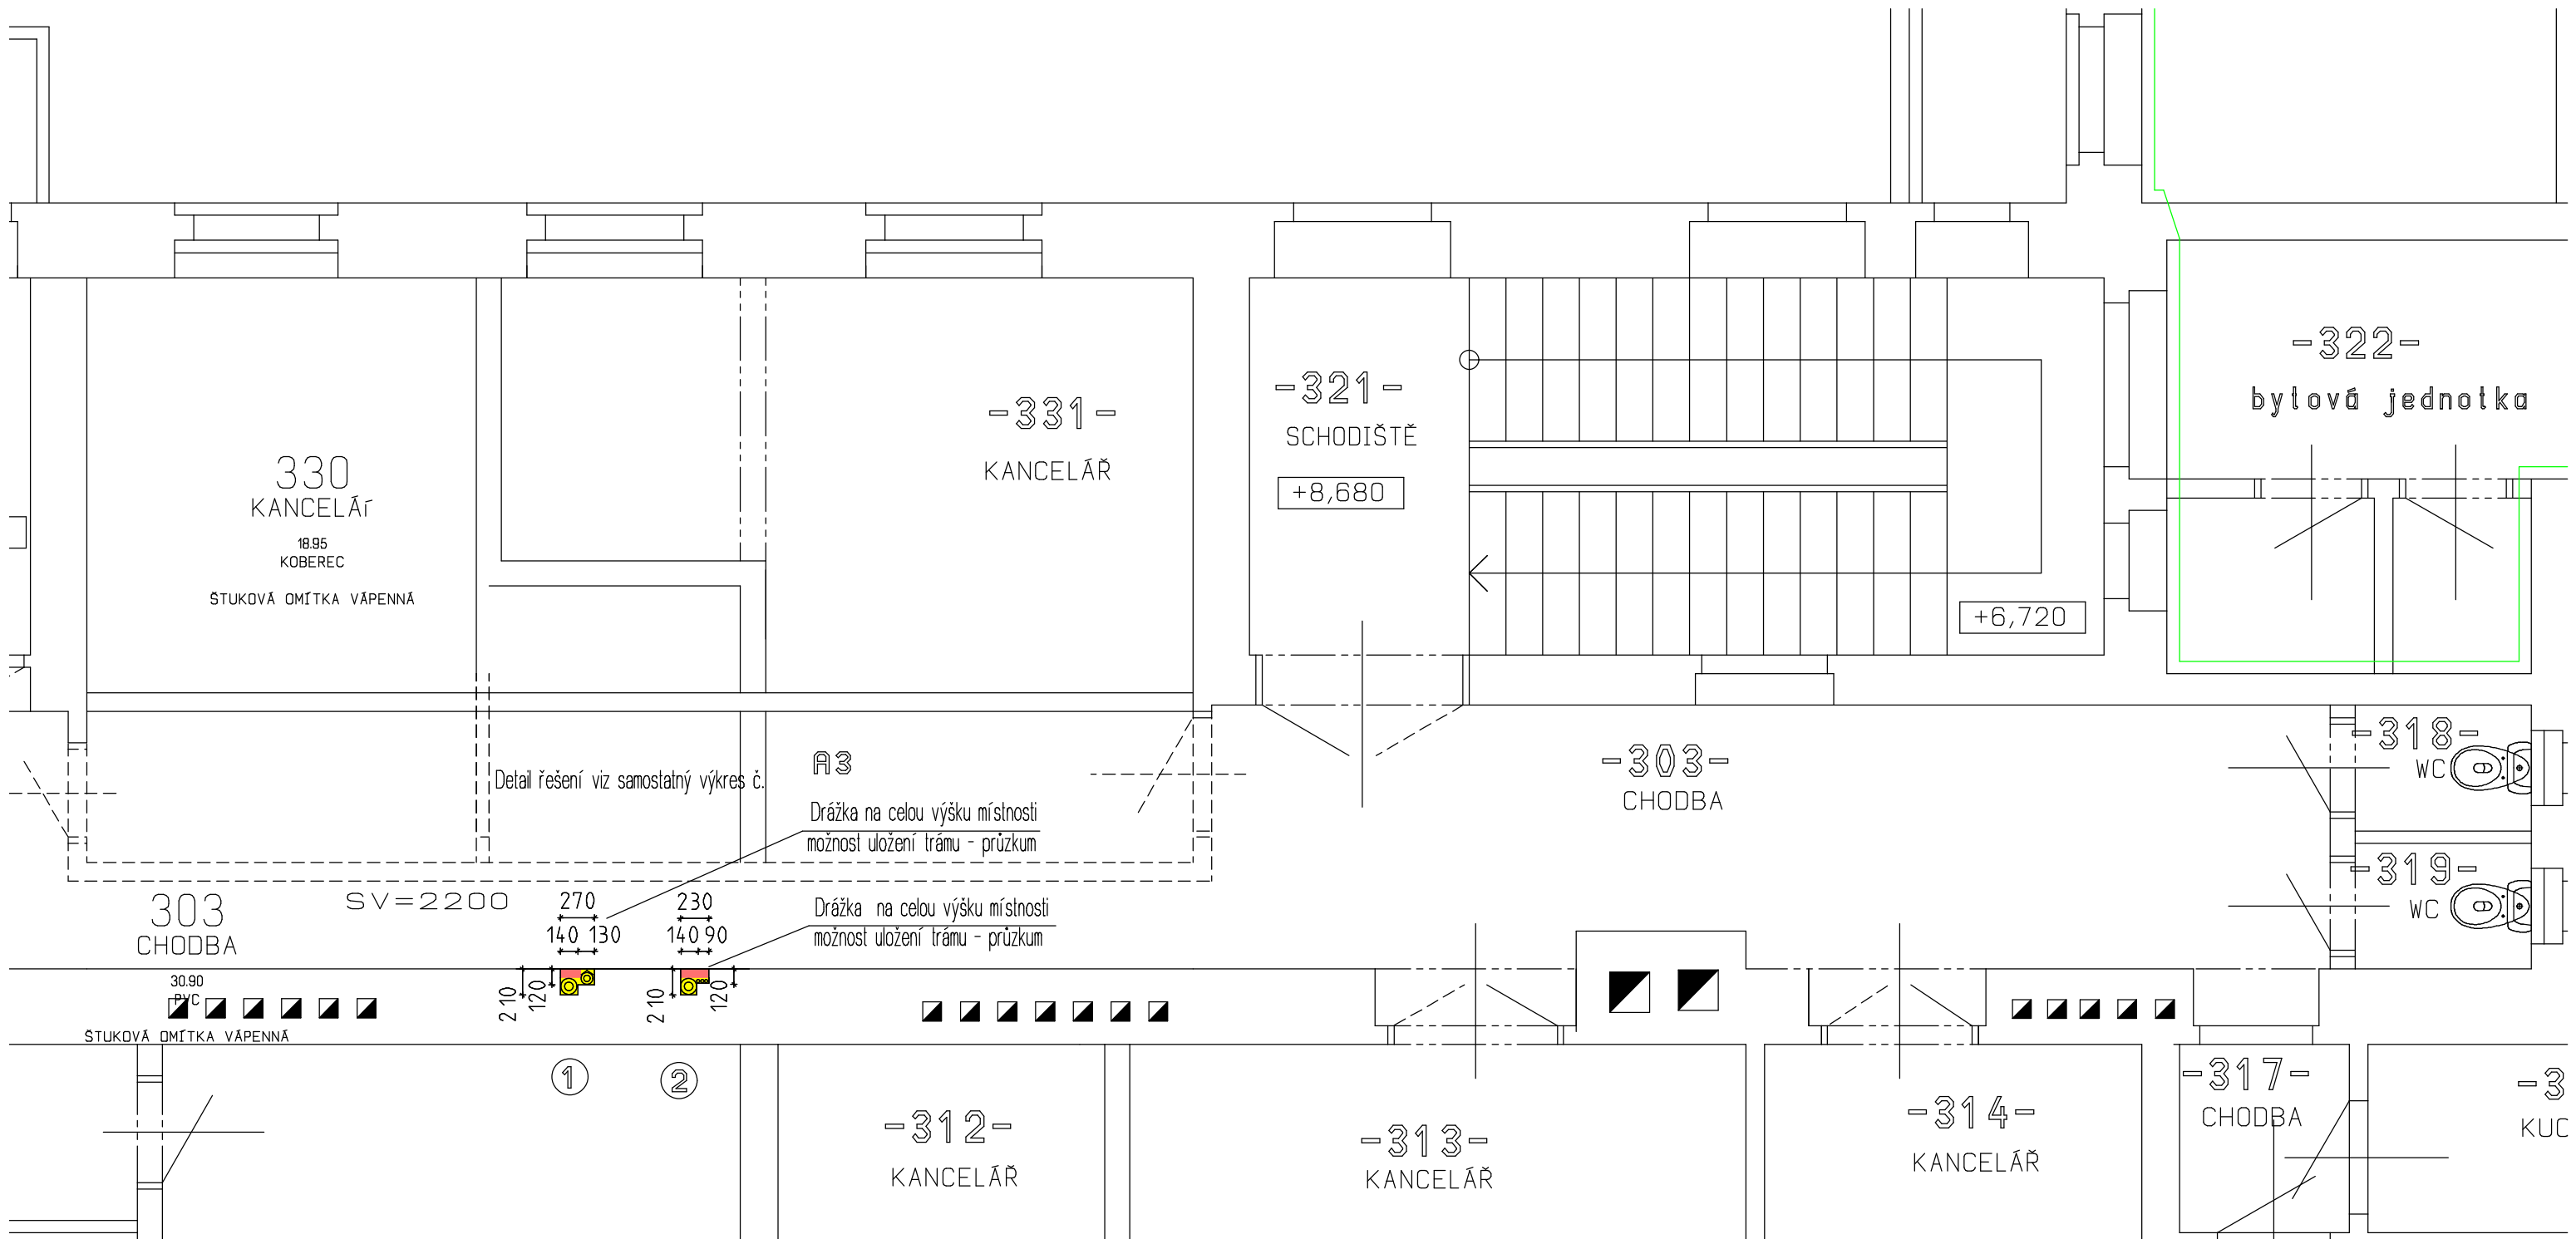 -322-
bytová jednotka
-321-
SCHODIŠTĚ
+8,680
+6,720
-331-
KANCELÁŘ
330
KANCELÁŕ
18.95
KOBEREC
ŠTUKOVÁ OMÍTKA VÁPENNÁ
A3
Detail řešení viz samostatný výkres č.
Drážka na celou výšku místnosti
možnost uložení trámu - průzkum
-303-
CHODBA
-318-
WC
-319-
WC
303
CHODBA
SV=2200
270
140 130
230
140 90
Drážka na celou výšku místnosti
možnost uložení trámu - průzkum
30.90
PVC
ŠTUKOVÁ OMÍTKA VÁPENNÁ
210
120
210
120
1
2
-312-
KANCELÁŘ
-313-
KANCELÁŘ
-314-
KANCELÁŘ
-317-
CHODBA
-3
KUC